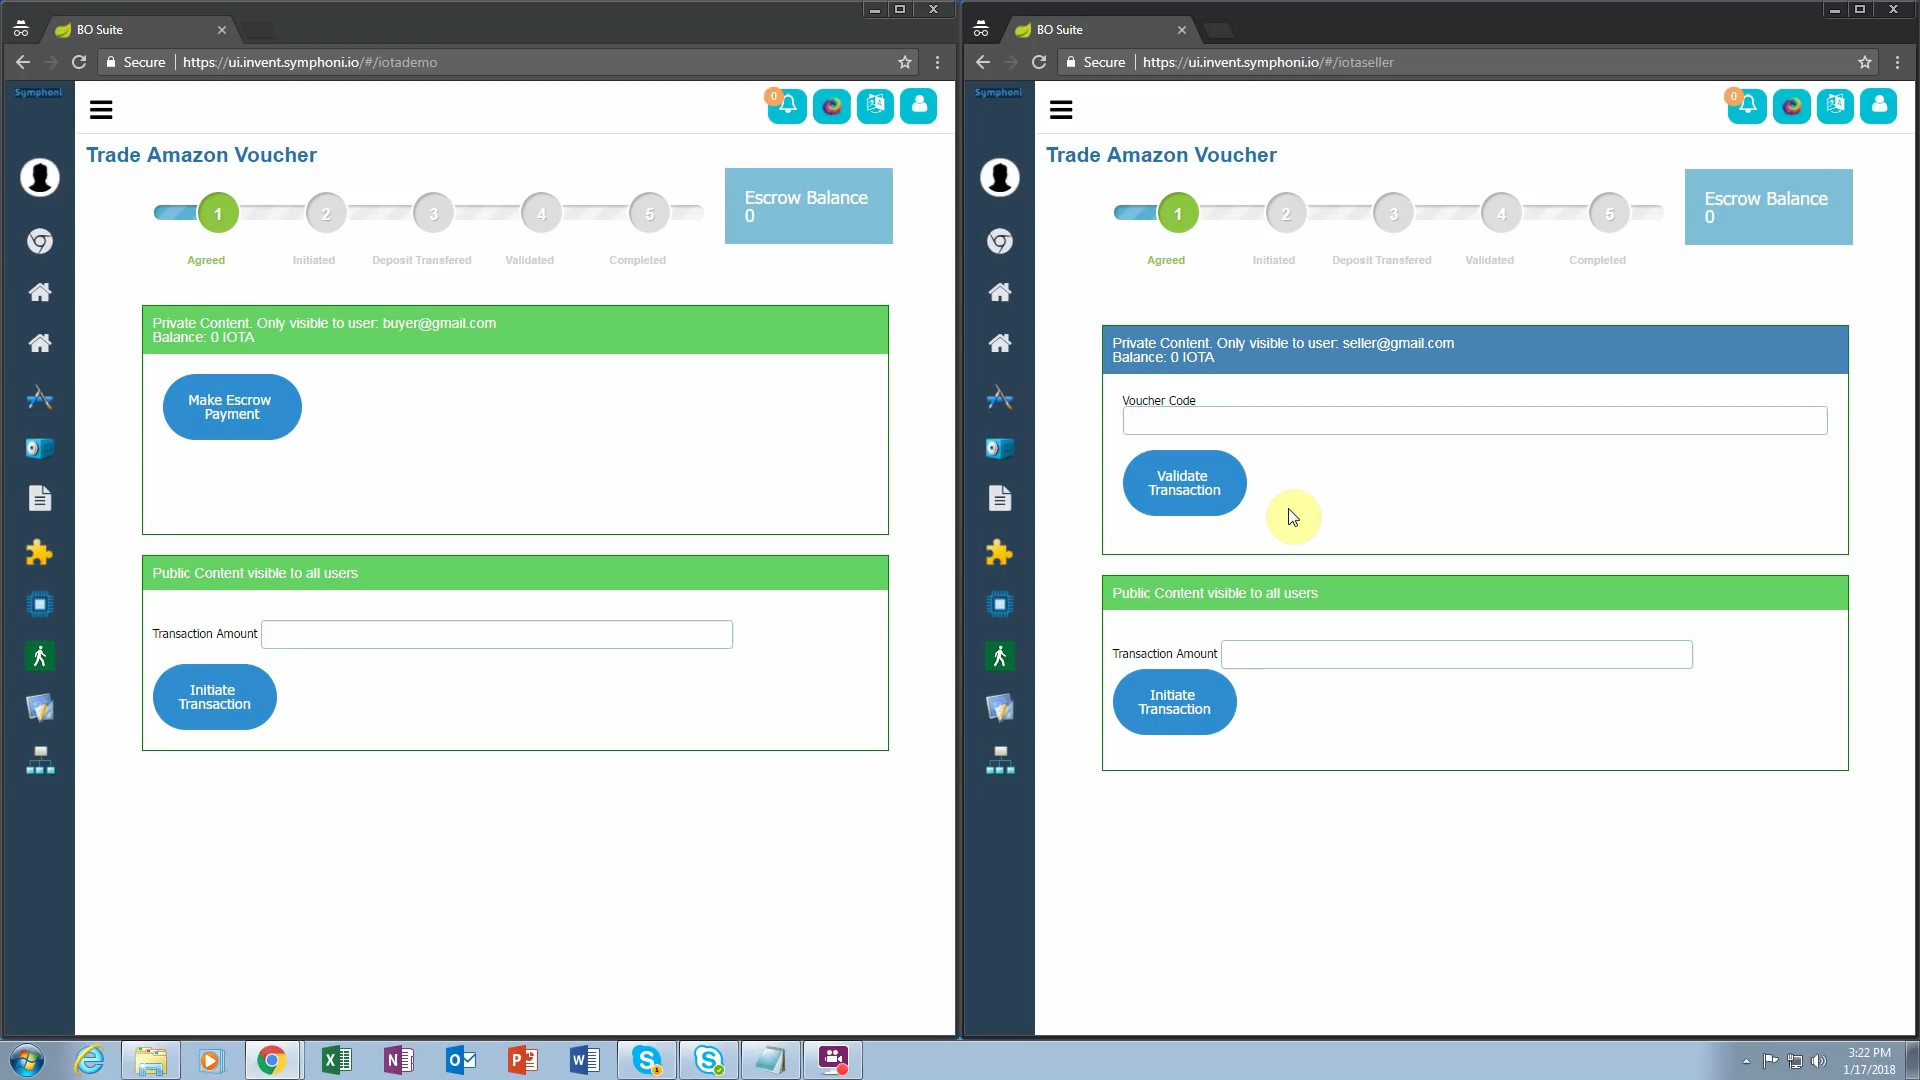 BO Suite
Secure
https://ui.invent.symphoni.io/#/iotademo
Symphoni
0
Trade Amazon Voucher
1
2
3
4
5
Agreed
Initiated
Deposit Transfered
Validated
Completed
Escrow Balance
0
Private Content. Only visible to user: buyer@gmail.com
Balance: 0 IOTA
Make Escrow
Payment
Public Content visible to all users
Transaction Amount
Initiate
Transaction
BO Suite
Secure
https://ui.invent.symphoni.io/#/iotaseller
Symphoni
0
Trade Amazon Voucher
1
2
3
4
5
Agreed
Initiated
Deposit Transfered
Validated
Completed
Escrow Balance
0
Private Content. Only visible to user: seller@gmail.com
Balance: 0 IOTA
Voucher Code
Validate
Transaction
Public Content visible to all users
Transaction Amount
Initiate
Transaction
3:22 PM
1/17/2018